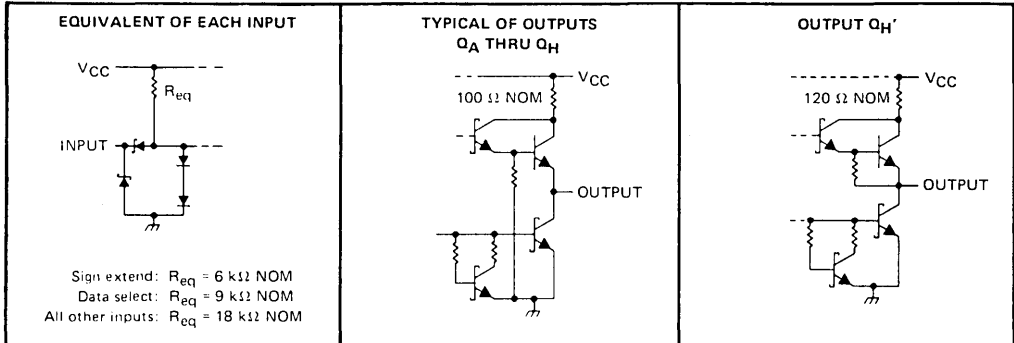 EQUIVALENT OF EACH INPUT
VCC
Req
INPUT
Sign extend: Req = 6 kΩ NOM
Data select: Req = 9 kΩ NOM
All other inputs: Req = 18 kΩ NOM
TYPICAL OF OUTPUTS
QA THRU QH
VCC
100 Ω NOM
OUTPUT
OUTPUT QH'
VCC
120 Ω NOM
OUTPUT